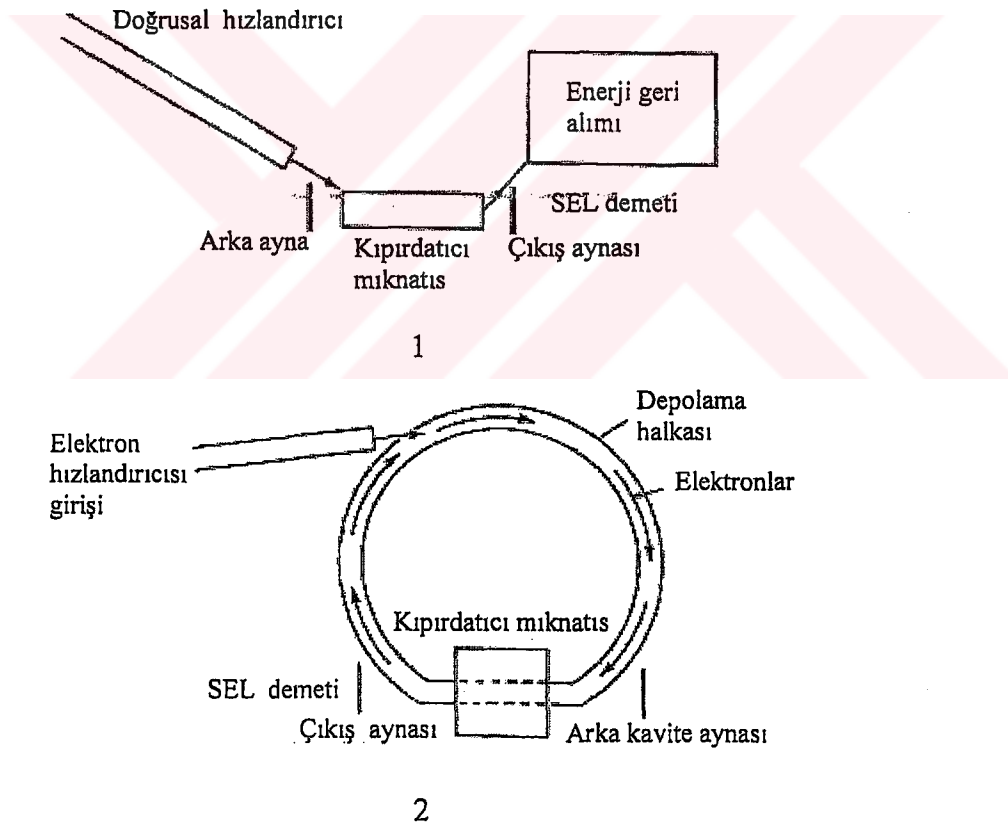 Doğrusal hızlandırıcı
Enerji geri
alımı
SEL demeti
Arka ayna
Kıpırdatıcı
mıknatıs
Çıkış aynası
1
Depolama
halkası
Elektron
hızlandırıcısı
girişi
Elektronlar
Kıpırdatıcı mıknatıs
SEL demeti
Çıkış aynası
Arka kavite aynası
2